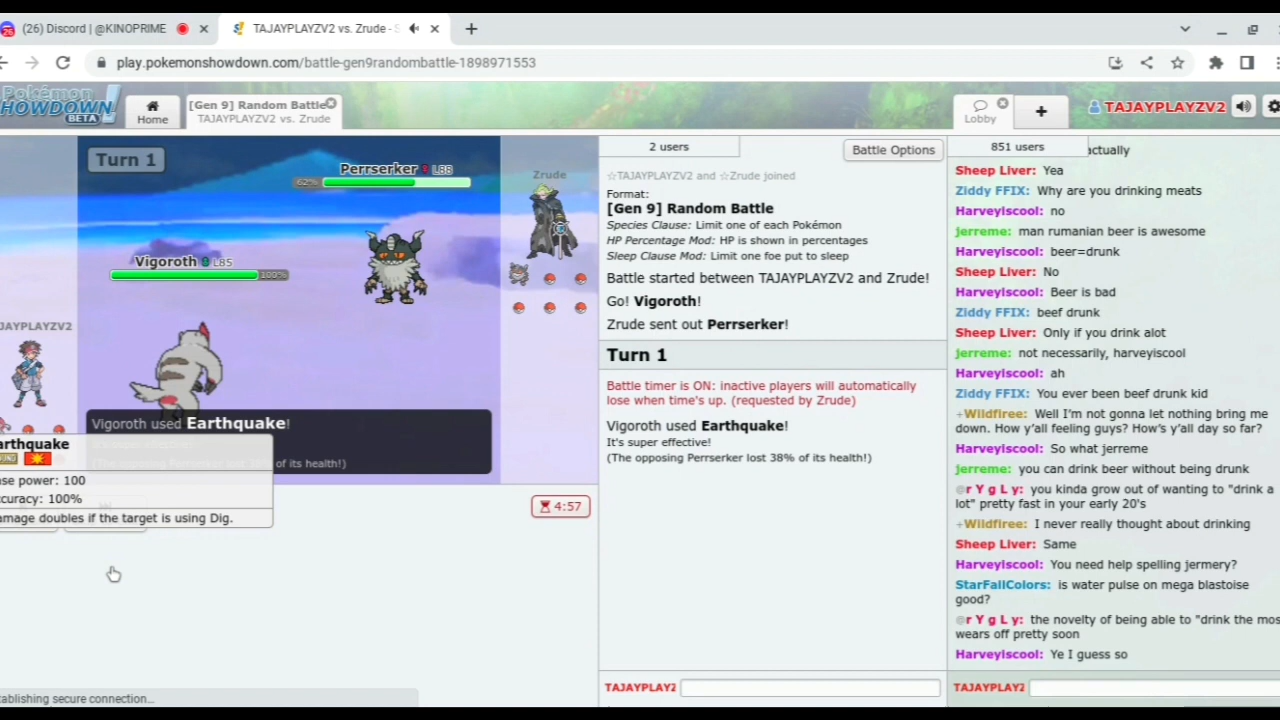 (26) Discord | @KINOPRIME
TAJAYPLAYZV2 vs. Zrude - S
play.pokemonshowdown.com/battle-gen9randombattle-1898971553
Pokémon
HOWDOWN!
BETA
Home
[Gen 9] Random Battle
TAJAYPLAYZV2 vs. Zrude
Lobby
TAJAYPLAYZV2
Turn 1
Perrserker L88
62%
Vigoroth L85
100%
Zrude
JAYPLAYZV2
Vigoroth used Earthquake!
of its health!)
arthquake
ase power: 100
ccuracy: 100%
amage doubles if the target is using Dig.
4:57
tablishing secure connection...
2 users
Battle Options
☆TAJAYPLAYZV2 and ☆Zrude joined
Format:
[Gen 9] Random Battle
Species Clause: Limit one of each Pokémon
HP Percentage Mod: HP is shown in percentages
Sleep Clause Mod: Limit one foe put to sleep
Battle started between TAJAYPLAYZV2 and Zrude!
Go! Vigoroth!
Zrude sent out Perrserker!
Turn 1
Battle timer is ON: inactive players will automatically
lose when time's up. (requested by Zrude)
Vigoroth used Earthquake!
It's super effective!
(The opposing Perrserker lost 38% of its health!)
TAJAYPLAYZ
851 users
actually
Sheep Liver: Yea
Ziddy FFIX: Why are you drinking meats
HarveyIscool: no
jerreme: man rumanian beer is awesome
HarveyIscool: beer=drunk
Sheep Liver: No
HarveyIscool: Beer is bad
Ziddy FFIX: beef drunk
Sheep Liver: Only if you drink alot
jerreme: not necessarily, harveyiscool
HarveyIscool: ah
Ziddy FFIX: You ever been beef drunk kid
+Wildfiree: Well I'm not gonna let nothing bring me
down. How y'all feeling guys? How's y'all day so far?
HarveyIscool: So what jerreme
jerreme: you can drink beer without being drunk
@r Y g L y: you kinda grow out of wanting to "drink a
lot" pretty fast in your early 20's
+Wildfiree: I never really thought about drinking
Sheep Liver: Same
HarveyIscool: You need help spelling jermery?
StarFallColors: is water pulse on mega blastoise
good?
@r Y g L y: the novelty of being able to "drink the mos
wears off pretty soon
HarveyIscool: Ye I guess so
TAJAYPLAYZ